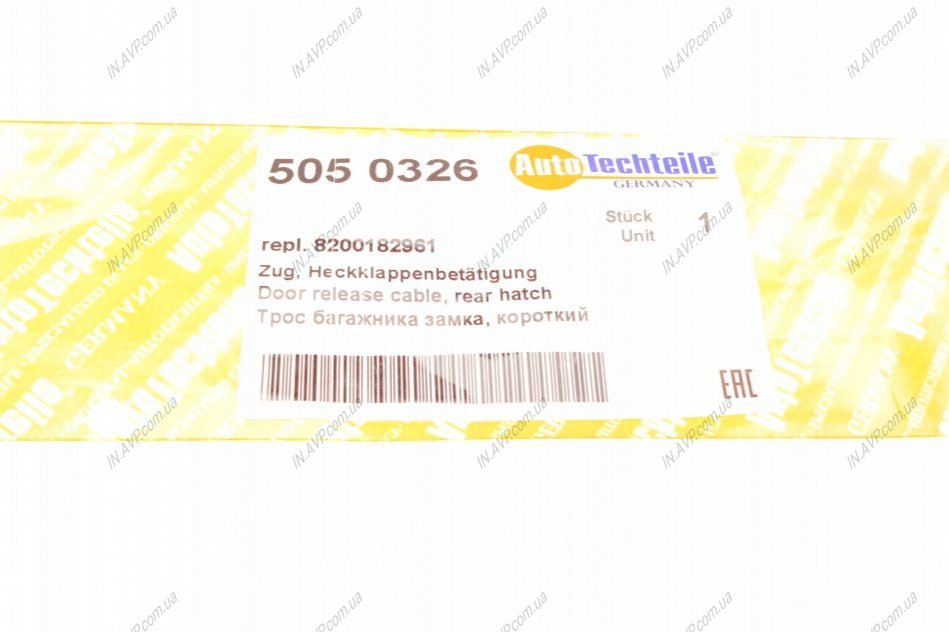 505 0326
AutoTechteile®
GERMANY
Stück 1
Unit
repl. 8200182961
Zug, Heckklappenbetätigung
Door release cable, rear hatch
Трос багажника замка, короткий
EAC
IN.AVP.com.ua